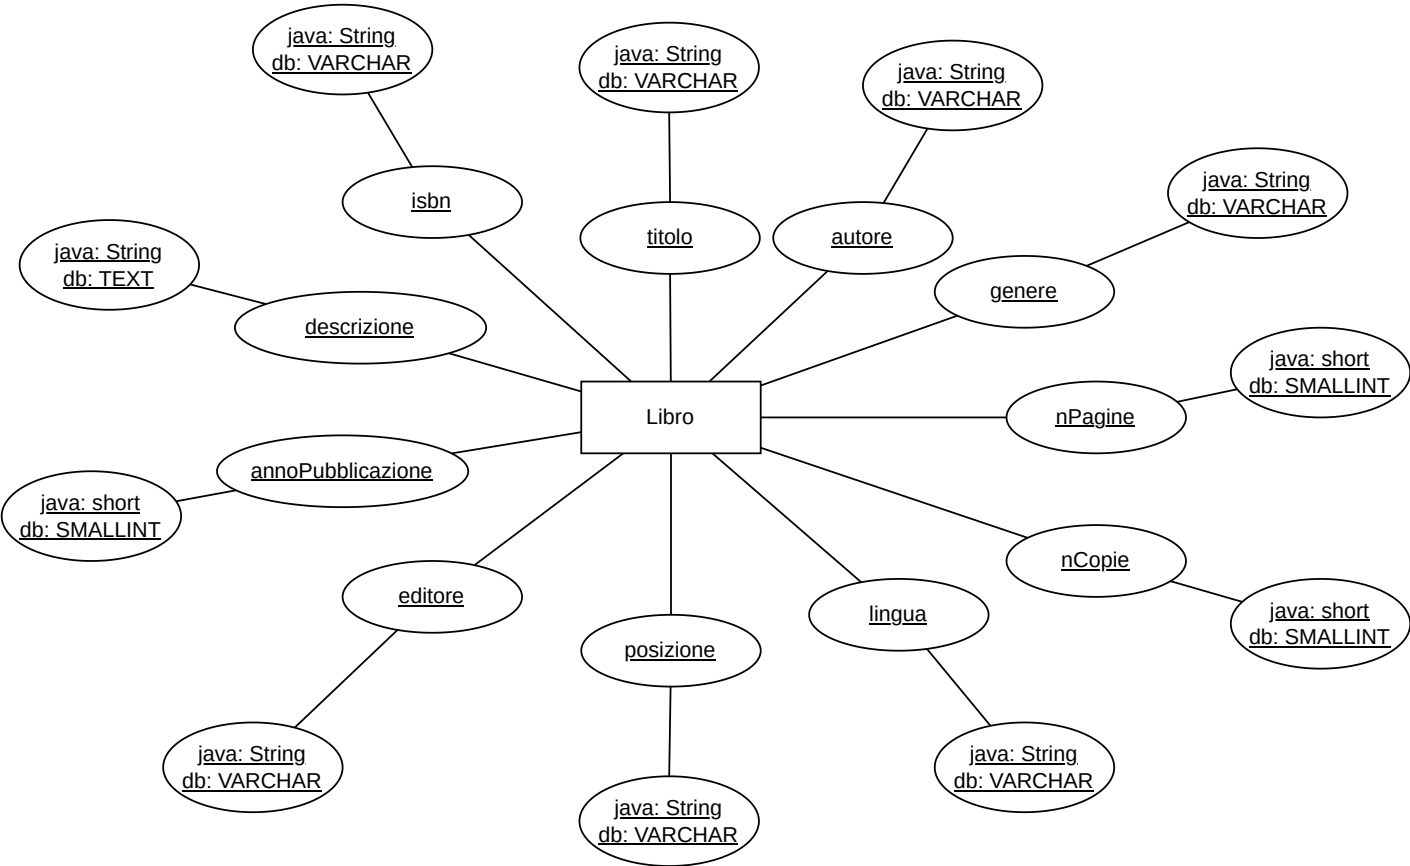 java: String
db: VARCHAR
java: String
db: VARCHAR
java: String
db: VARCHAR
java: String
db: VARCHAR
isbn
titolo
autore
java: String
db: TEXT
genere
descrizione
java: short
db: SMALLINT
Libro
nPagine
annoPubblicazione
java: short
db: SMALLINT
nCopie
editore
lingua
java: short
db: SMALLINT
posizione
java: String
db: VARCHAR
java: String
db: VARCHAR
java: String
db: VARCHAR